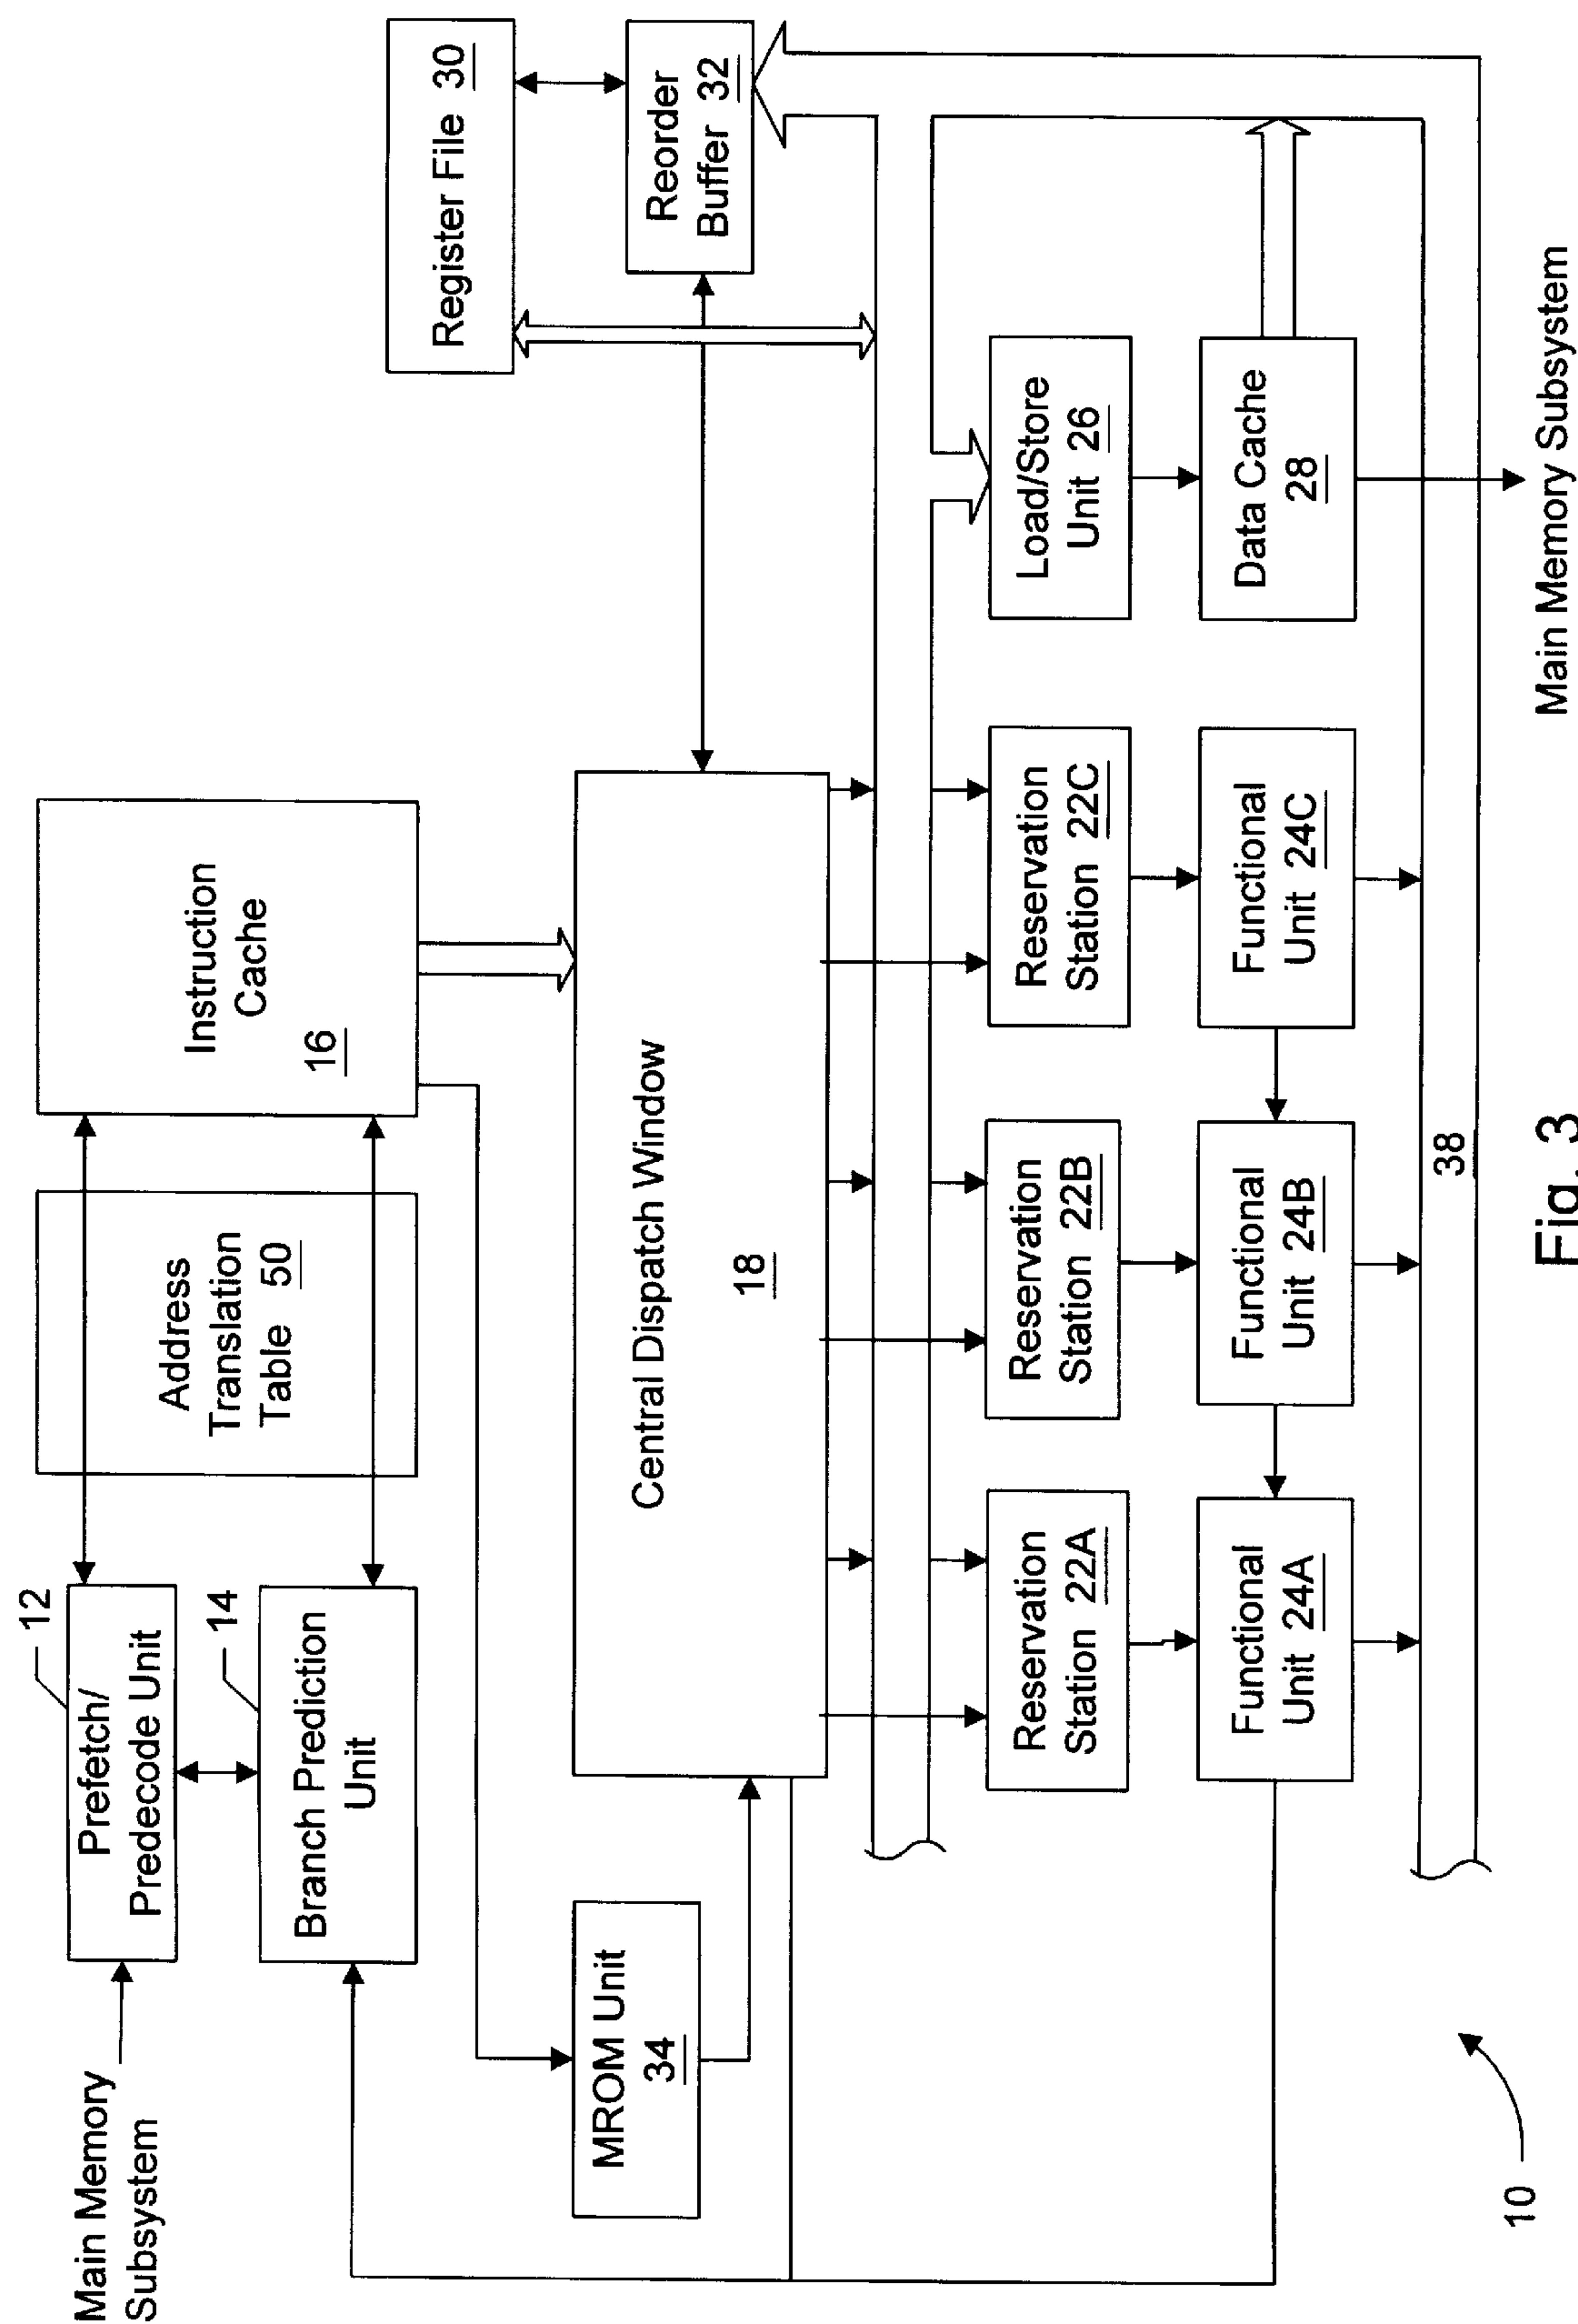 Main Memory
Subsystem
12
Prefetch/
Predecode Unit
14
Branch Prediction
Unit
Address
Translation
Table 50
Instruction
Cache
16
Register File 30
Reorder
Buffer 32
MROM Unit
34
Central Dispatch Window
18
Reservation
Station 22A
Reservation
Station 22B
Reservation
Station 22C
Load/Store
Unit 26
Functional
Unit 24A
Functional
Unit 24B
Functional
Unit 24C
Data Cache
28
38
Main Memory Subsystem
10
Fig. 3